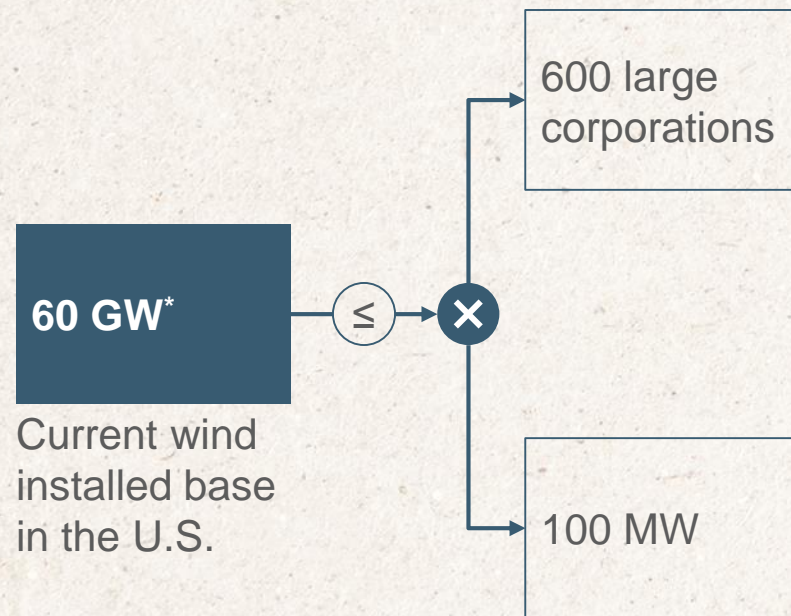 600 large
corporations
60 GW*
≤
×
Current wind
installed base
in the U.S.
100 MW